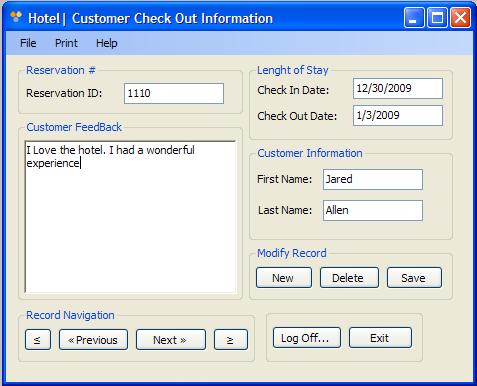 Hotel| Customer Check Out Information
File Print Help
Reservation #
Reservation ID: 1110
Customer FeedBack
I Love the hotel. I had a wonderful
experience
Lenght of Stay
Check In Date: 12/30/2009
Check Out Date: 1/3/2009
Customer Information
First Name: Jared
Last Name: Allen
Modify Record
New Delete Save
Record Navigation
≤ « Previous Next » ≥
Log Off... Exit